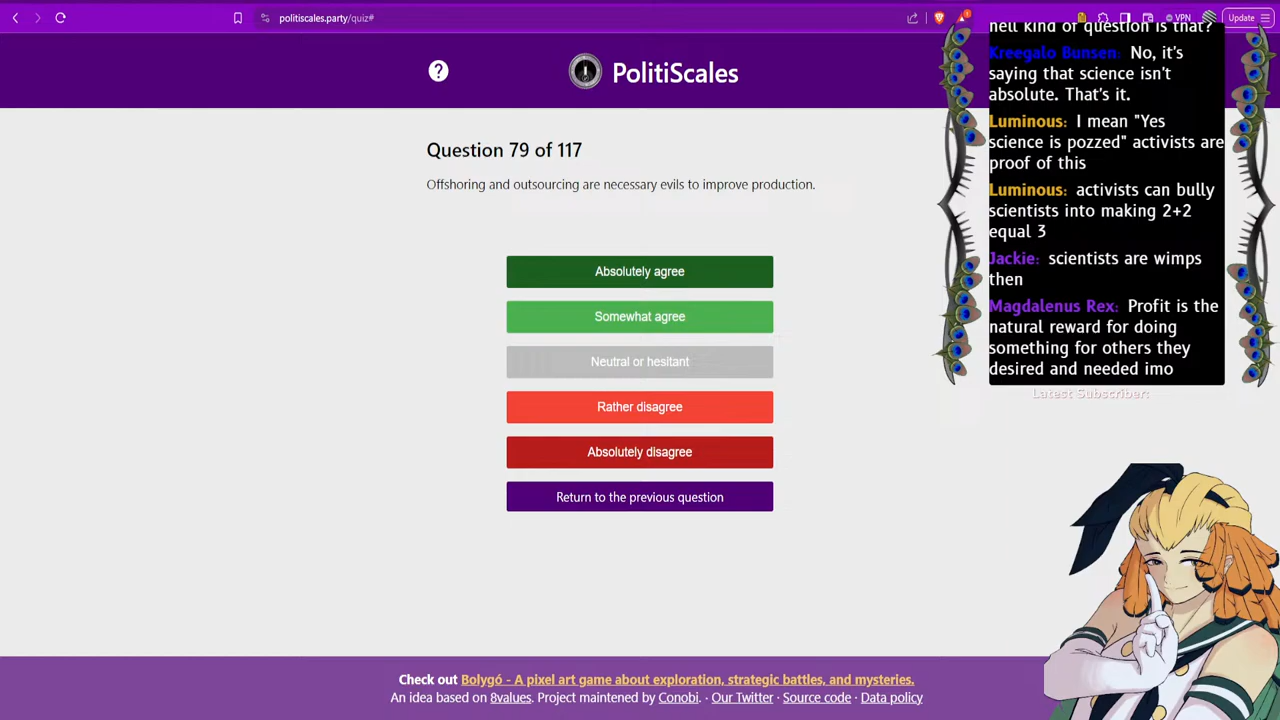 politiscales.party/quiz#
VPN
Update
PolitiScales
Question 79 of 117
Offshoring and outsourcing are necessary evils to improve production.
Absolutely agree
Somewhat agree
Neutral or hesitant
Rather disagree
Absolutely disagree
Return to the previous question
hell kind of question is that?
Kreegalo Bunsen: No, it's
saying that science isn't
absolute. That's it.
Luminous: I mean "Yes
science is pozzed" activists are
proof of this
Luminous: activists can bully
scientists into making 2+2
equal 3
Jackie: scientists are wimps
then
Magdalenus Rex: Profit is the
natural reward for doing
something for others they
desired and needed imo
Latest Subscriber:
Check out Bolygó - A pixel art game about exploration, strategic battles, and mysteries.
An idea based on 8values. Project maintened by Conobi. · Our Twitter · Source code · Data policy